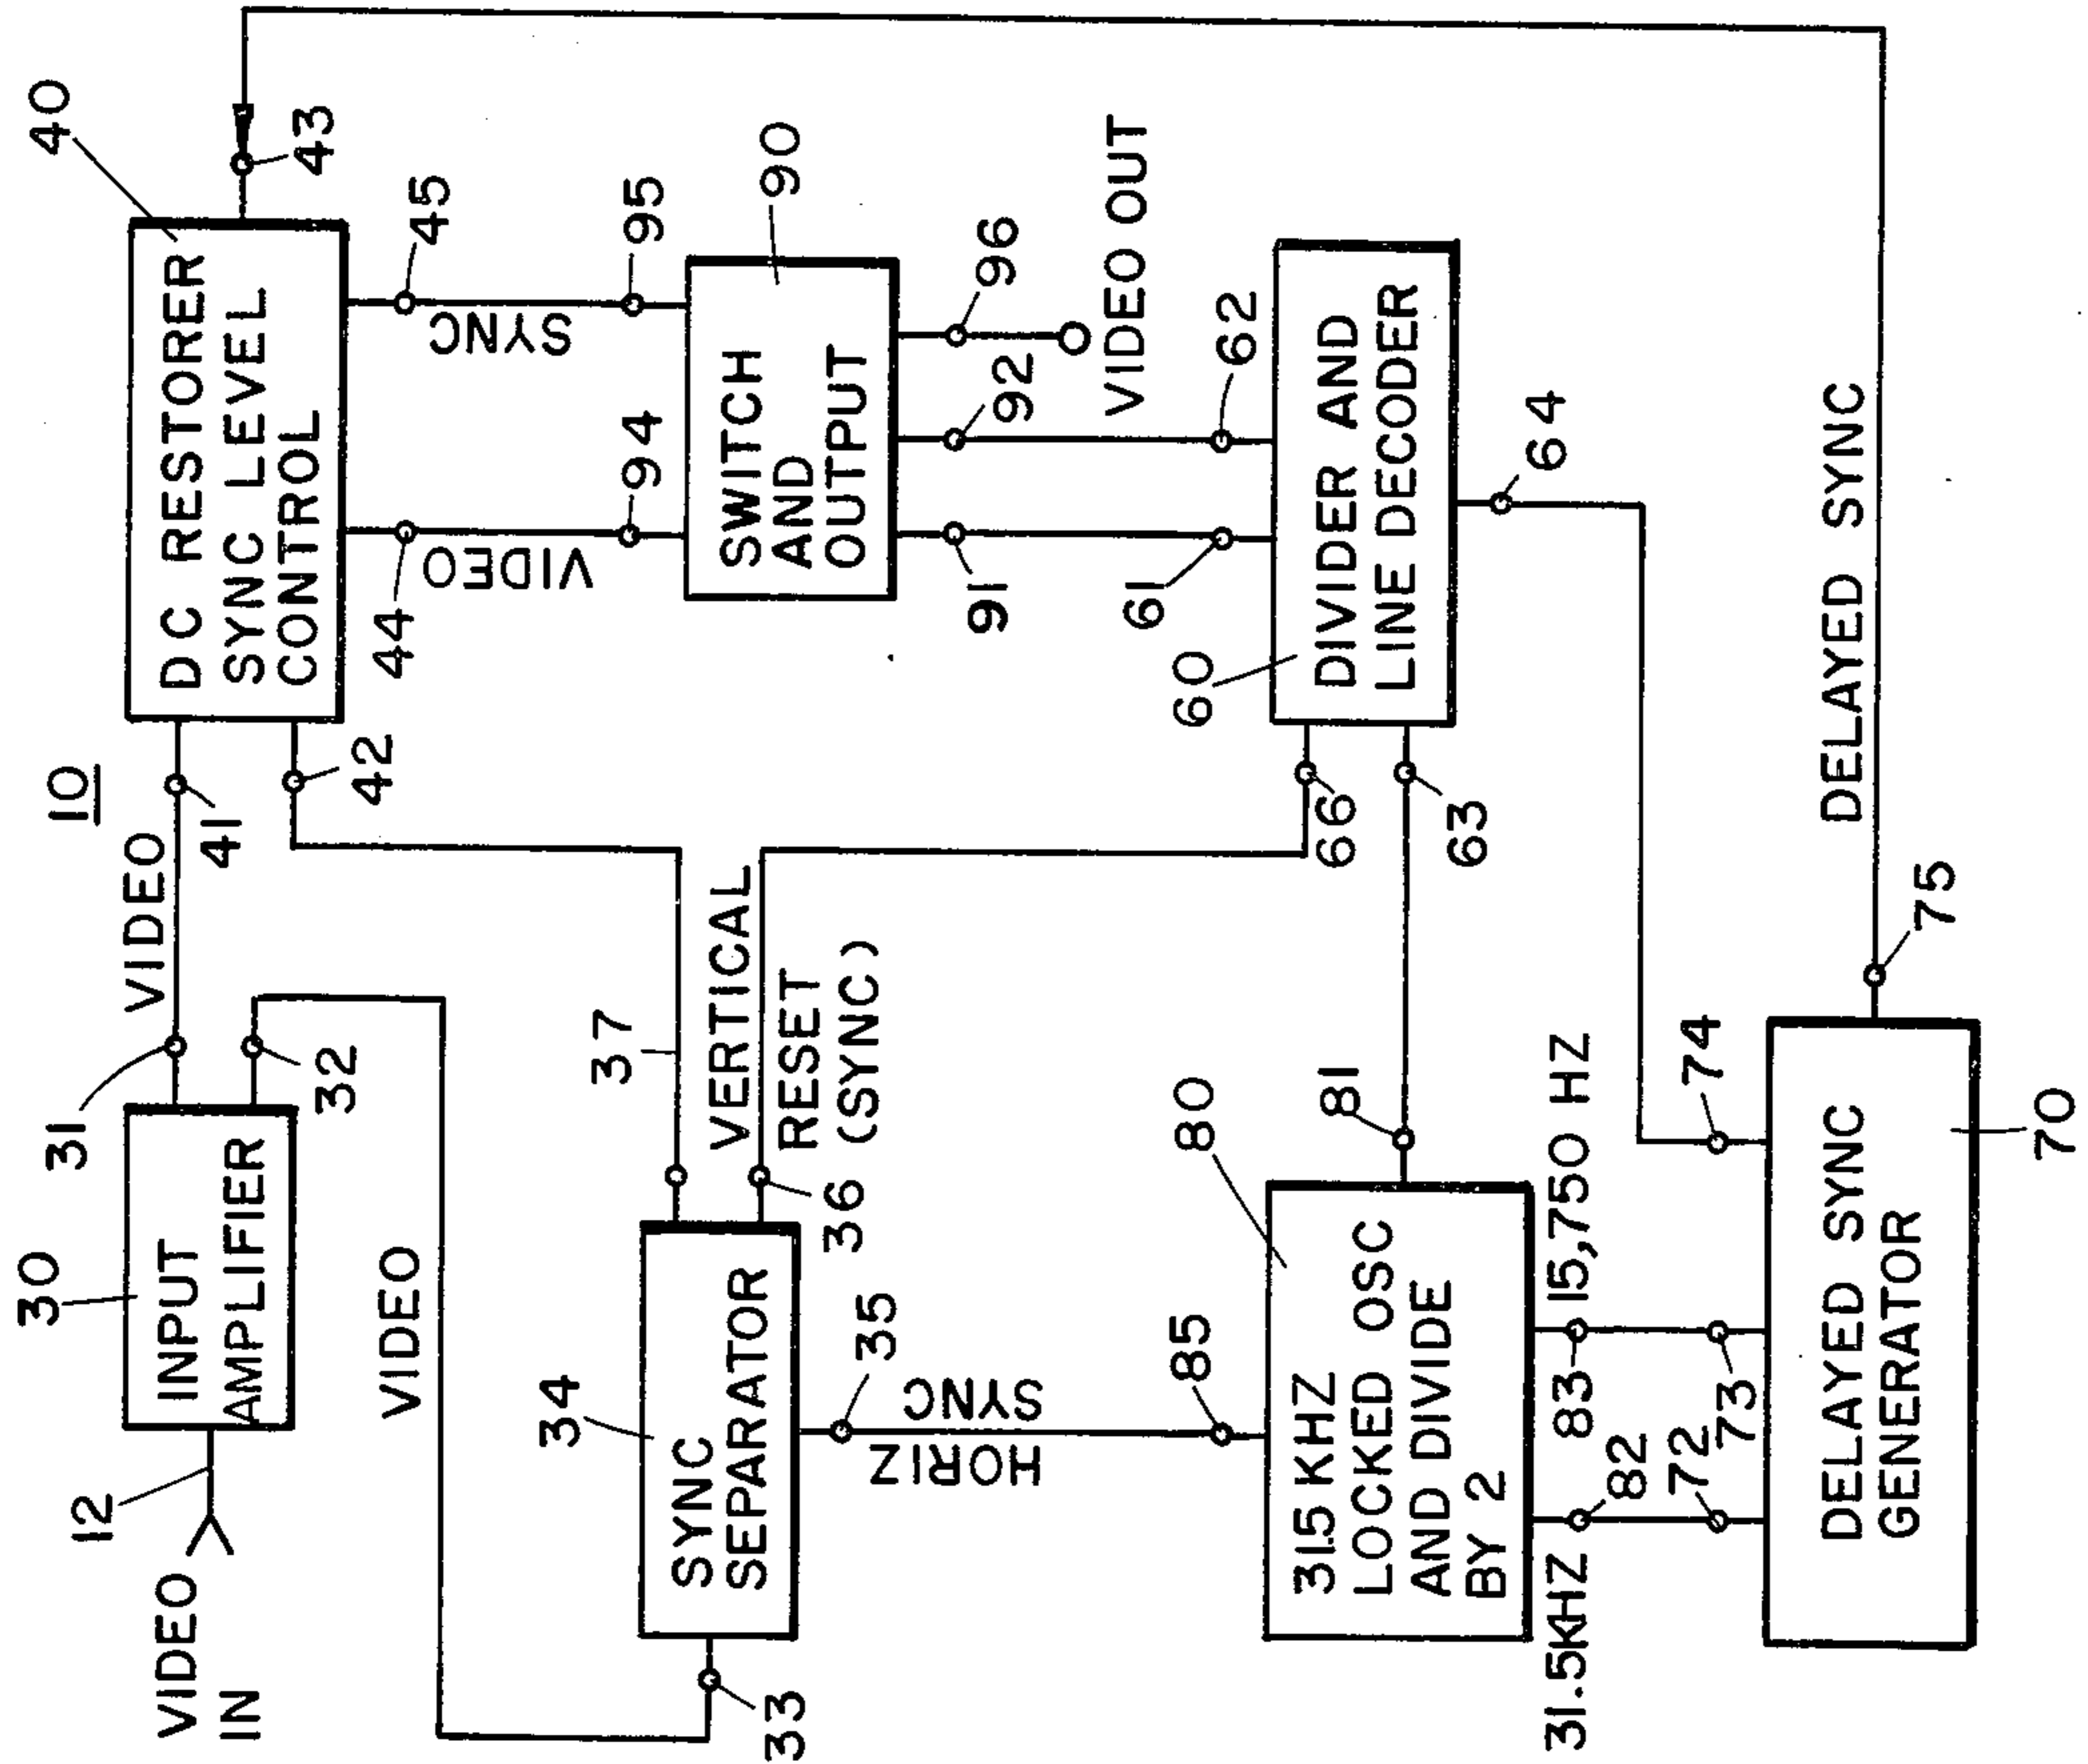 10
VIDEO
IN
12
30
INPUT
AMPLIFIER
31
32
VIDEO
41
42
40
DC RESTORER
SYNC LEVEL
CONTROL
43
44
VIDEO
45
SYNC
94
95
VIDEO
33
34
SYNC
SEPARATOR
37
VERTICAL
RESET
36 (SYNC)
35
HORIZ
SYNC
85
90
SWITCH
AND
OUTPUT
91
92
96
VIDEO OUT
61
62
60
DIVIDER AND
LINE DECODER
66
63
64
80
31.5 KHZ
LOCKED OSC
AND DIVIDE
BY 2
81
31.5KHZ
82
83
15,750 HZ
72
73
74
DELAYED SYNC
GENERATOR
70
75
DELAYED SYNC